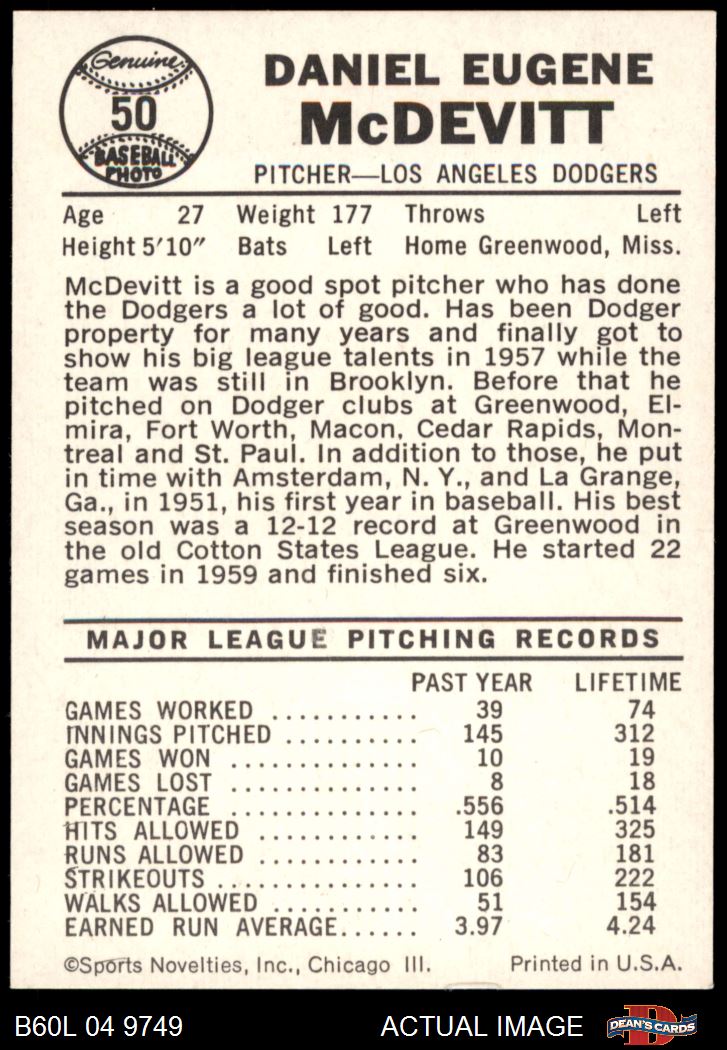 Genuine
50
BASEBALL
PHOTO
DANIEL EUGENE
McDEVITT
PITCHER—LOS ANGELES DODGERS
Age 27 Weight 177 Throws Left
Height 5'10" Bats Left Home Greenwood, Miss.
McDevitt is a good spot pitcher who has done
the Dodgers a lot of good. Has been Dodger
property for many years and finally got to
show his big league talents in 1957 while the
team was still in Brooklyn. Before that he
pitched on Dodger clubs at Greenwood, El-
mira, Fort Worth, Macon, Cedar Rapids, Mon-
treal and St. Paul. In addition to those, he put
in time with Amsterdam, N. Y., and La Grange,
Ga., in 1951, his first year in baseball. His best
season was a 12-12 record at Greenwood in
the old Cotton States League. He started 22
games in 1959 and finished six.
MAJOR LEAGUE PITCHING RECORDS
PAST YEAR LIFETIME
GAMES WORKED ........... 39 74
INNINGS PITCHED .......... 145 312
GAMES WON .............. 10 19
GAMES LOST .............. 8 18
PERCENTAGE .............. .556 .514
HITS ALLOWED ............ 149 325
RUNS ALLOWED ............ 83 181
STRIKEOUTS ............... 106 222
WALKS ALLOWED ........... 51 154
EARNED RUN AVERAGE...... 3.97 4.24
©Sports Novelties, Inc., Chicago Ill. Printed in U.S.A.
B60L 04 9749 ACTUAL IMAGE DEAN'S CARDS